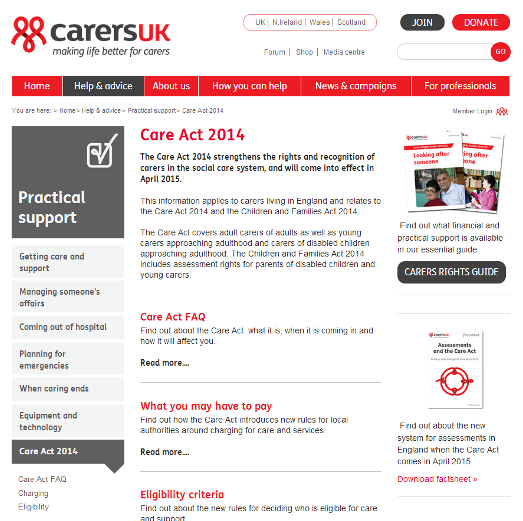 carersUK
making life better for carers
UK | N.Ireland | Wales | Scotland
JOIN
DONATE
Forum | Shop | Media centre
GO
Home
Help & advice
About us
How you can help
News & campaigns
For professionals
You are here: > Home > Help & advice > Practical support > Care Act 2014
Member Login
Practical
support
Getting care and
support
Managing someone's
affairs
Coming out of hospital
Planning for
emergencies
When caring ends
Equipment and
technology
Care Act 2014
Care Act FAQ
Charging
Eligibility
Care Act 2014
The Care Act 2014 strengthens the rights and recognition of
carers in the social care system, and will come into effect in
April 2015.
This information applies to carers living in England and relates to
the Care Act 2014 and the Children and Families Act 2014.
The Care Act covers adult carers of adults as well as young
carers approaching adulthood and carers of disabled children
approaching adulthood. The Children and Families Act 2014
includes assessment rights for parents of disabled children and
young carers.
Care Act FAQ
Find out about the Care Act: what it is, when it is coming in and
how it will affect you.
Read more...
What you may have to pay
Find out how the Care Act introduces new rules for local
authorities around charging for care and services.
Read more...
Eligibility criteria
Find out about the new rules for deciding who is eligible for care
and support
carersUK
Looking after
someone
ing after
one
Find out what financial and
practical support is available
in our essential guide.
CARERS RIGHTS GUIDE
carersUK
factsheet
Assessments
and the Care Act
Find out about the new
system for assessments in
England when the Care Act
comes in April 2015.
Download factsheet »